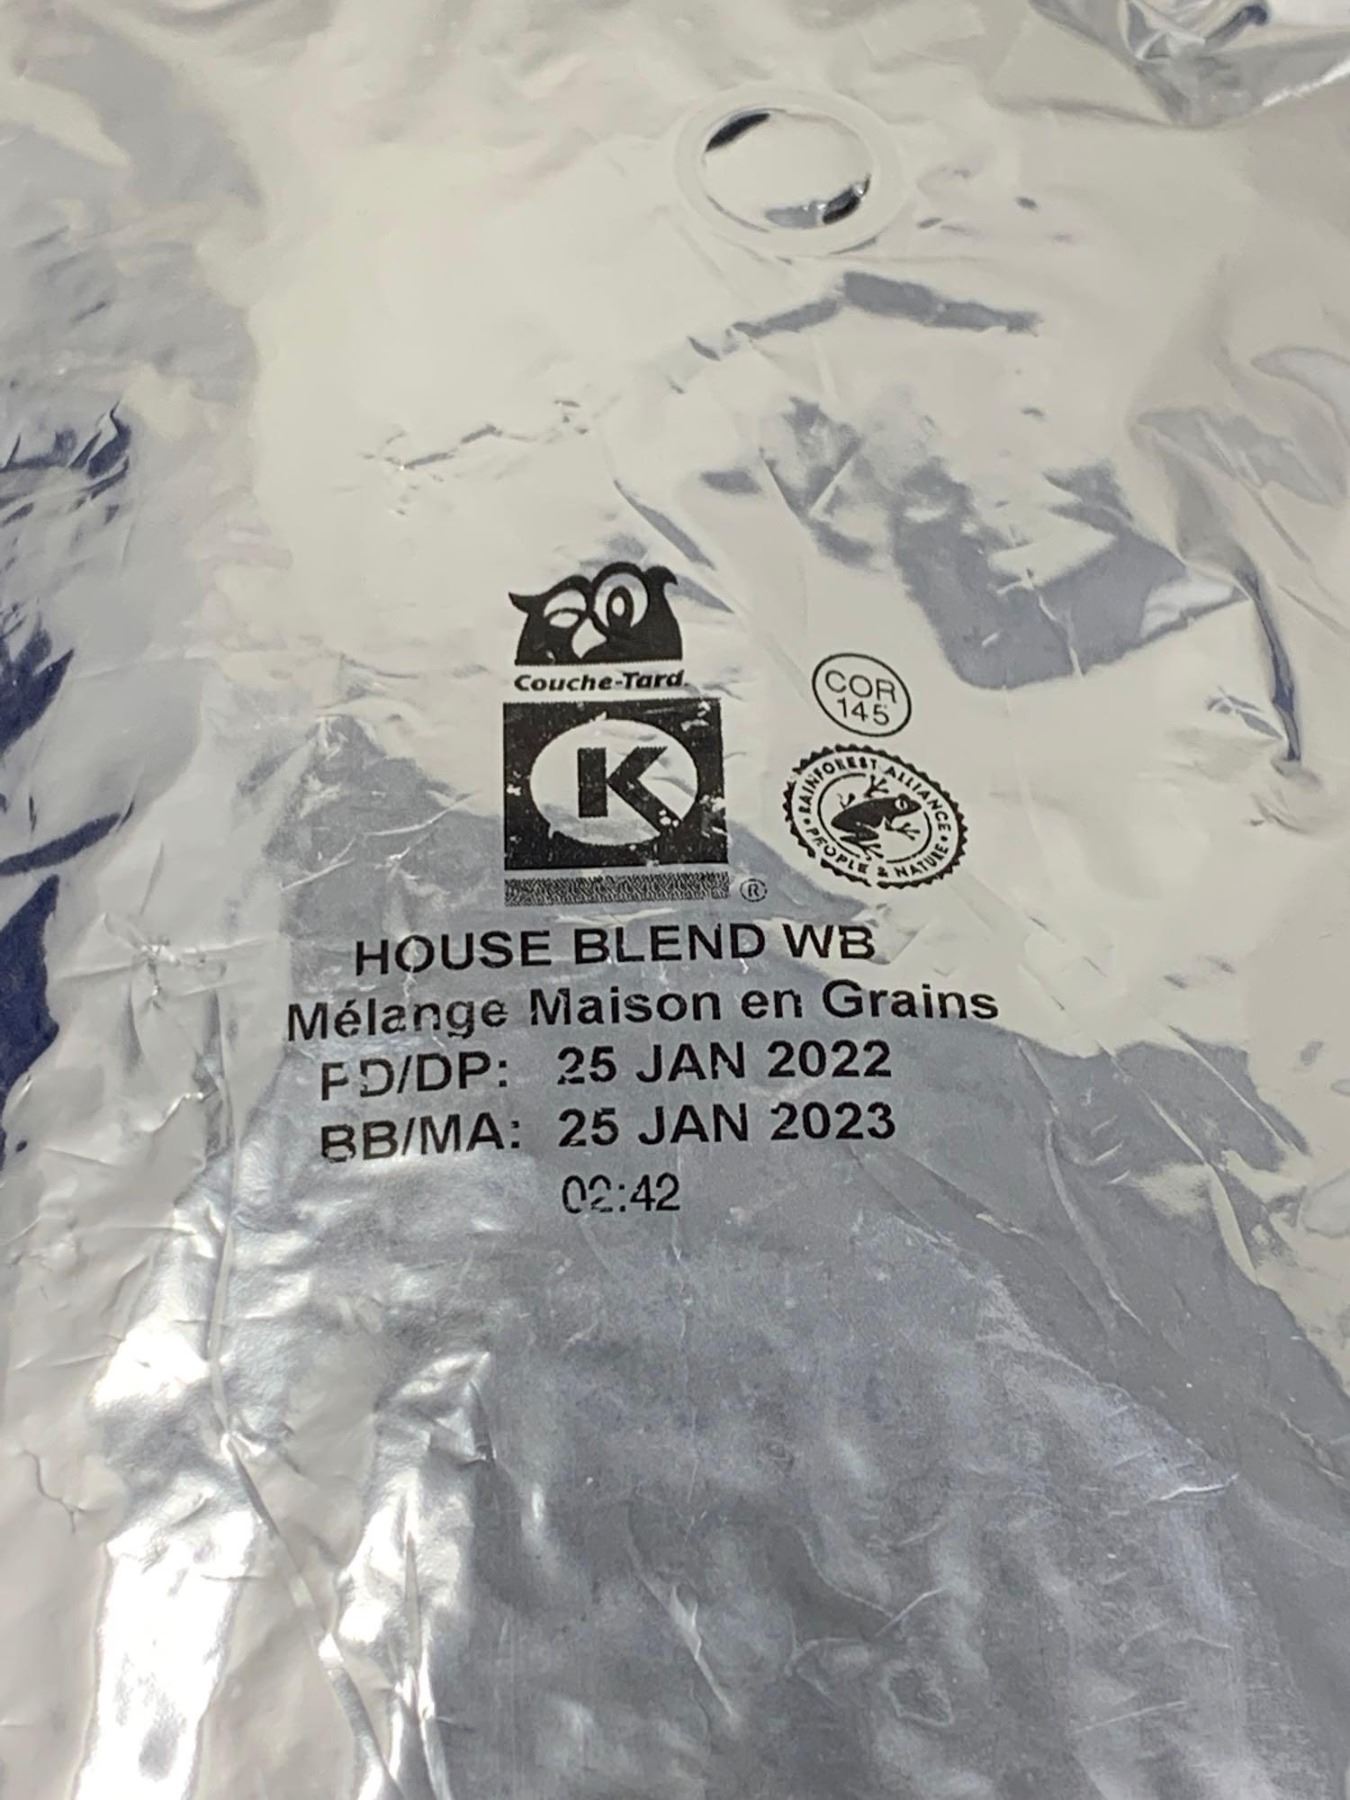 Couche-Tard.
K
®
COR
145
RAINFOREST ALLIANCE
PEOPLE & NATURE
HOUSE BLEND WB
Mélange Maison en Grains
PD/DP: 25 JAN 2022
BB/MA: 25 JAN 2023
02:42